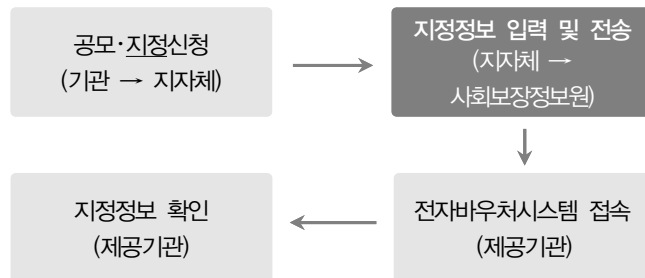 공모·지정신청
(기관 → 지자체)
지정정보 입력 및 전송
(지자체 →
사회보장정보원)
전자바우처시스템 접속
(제공기관)
지정정보 확인
(제공기관)